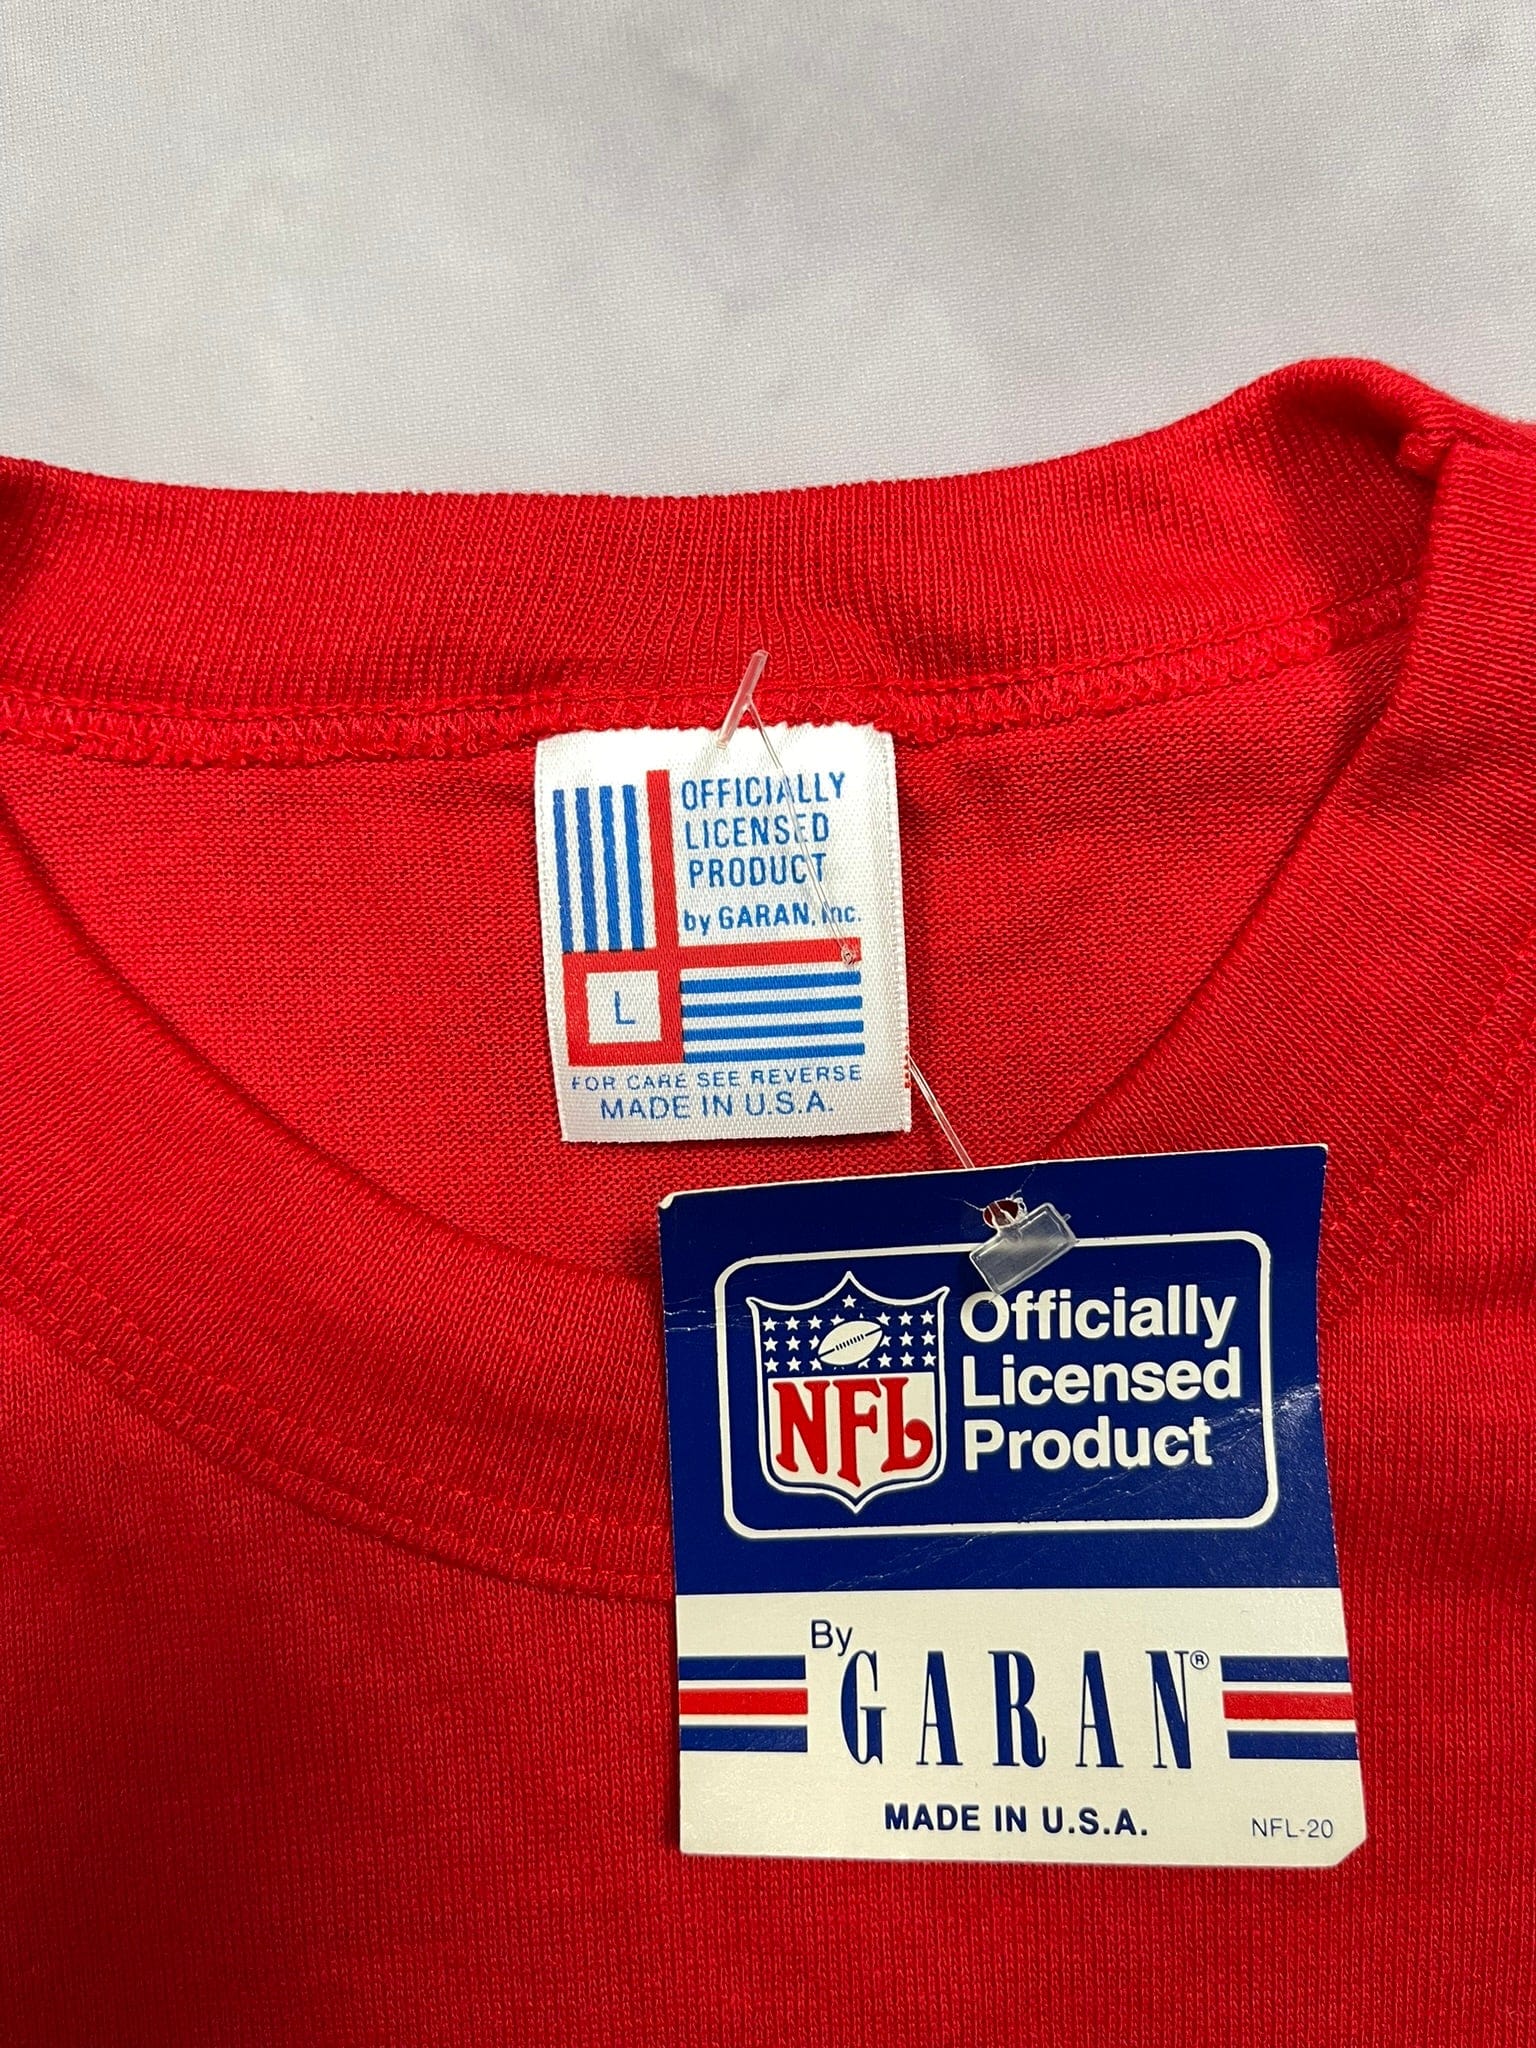 OFFICIALLY
LICENSED
PRODUCT
by GARAN, Inc.
L
FOR CARE SEE REVERSE
MADE IN U.S.A.
NFL
Officially
Licensed
Product
By
GARAN®
MADE IN U.S.A.
NFL-20